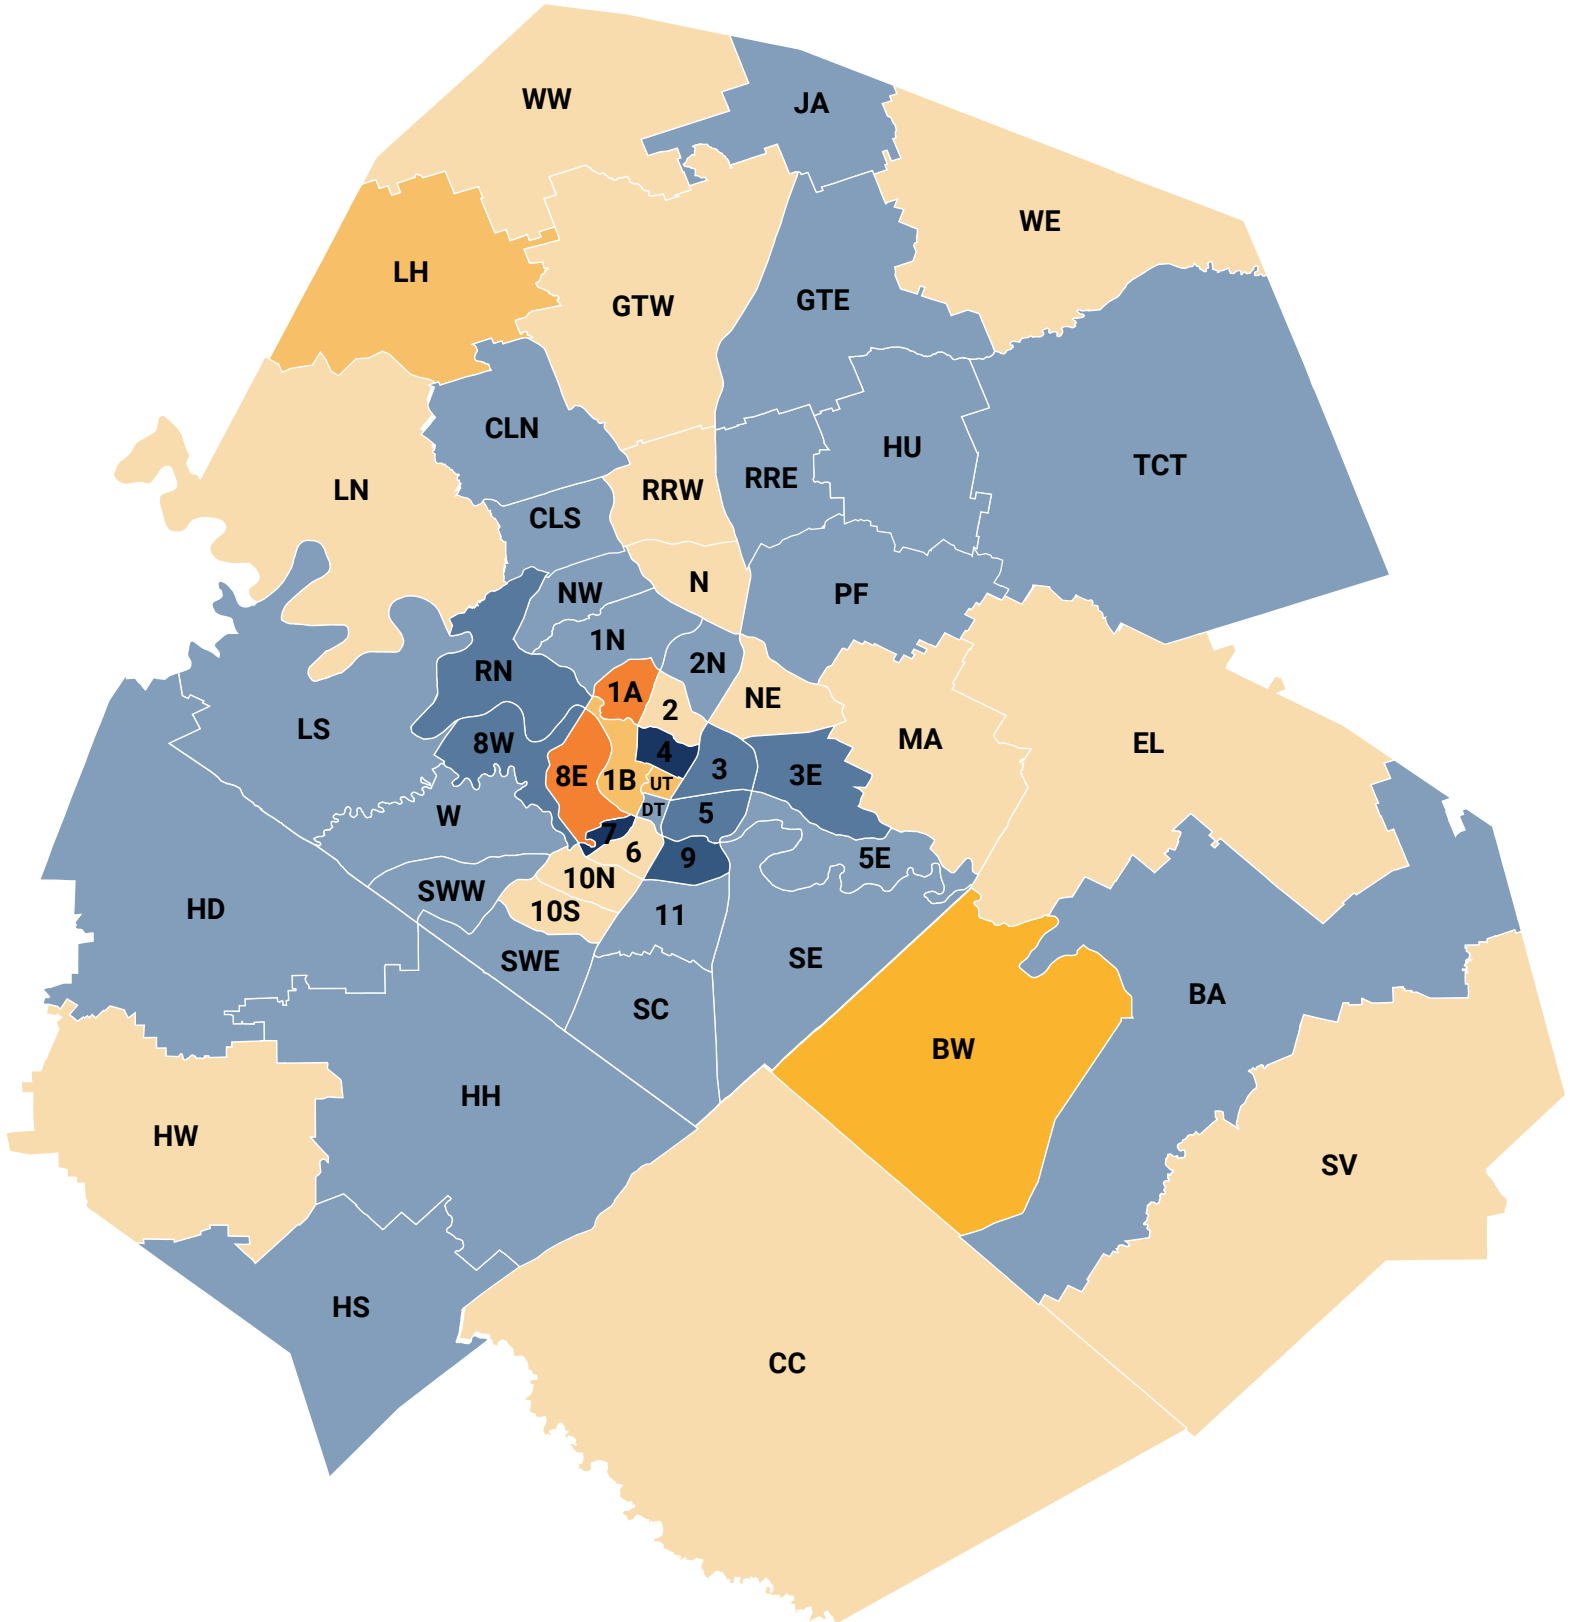 WW
JA
WE
LH
GTW
GTE
CLN
HU
TCT
RRE
LN
RRW
CLS
N
NW
PF
1N
2N
RN
1A
NE
2
LS
8W
MA
EL
4
3
3E
8E
1B
UT
DT
5
W
7
6
9
5E
10N
SWW
HD
10S
11
SWE
SE
BA
SC
BW
HH
HW
SV
HS
CC